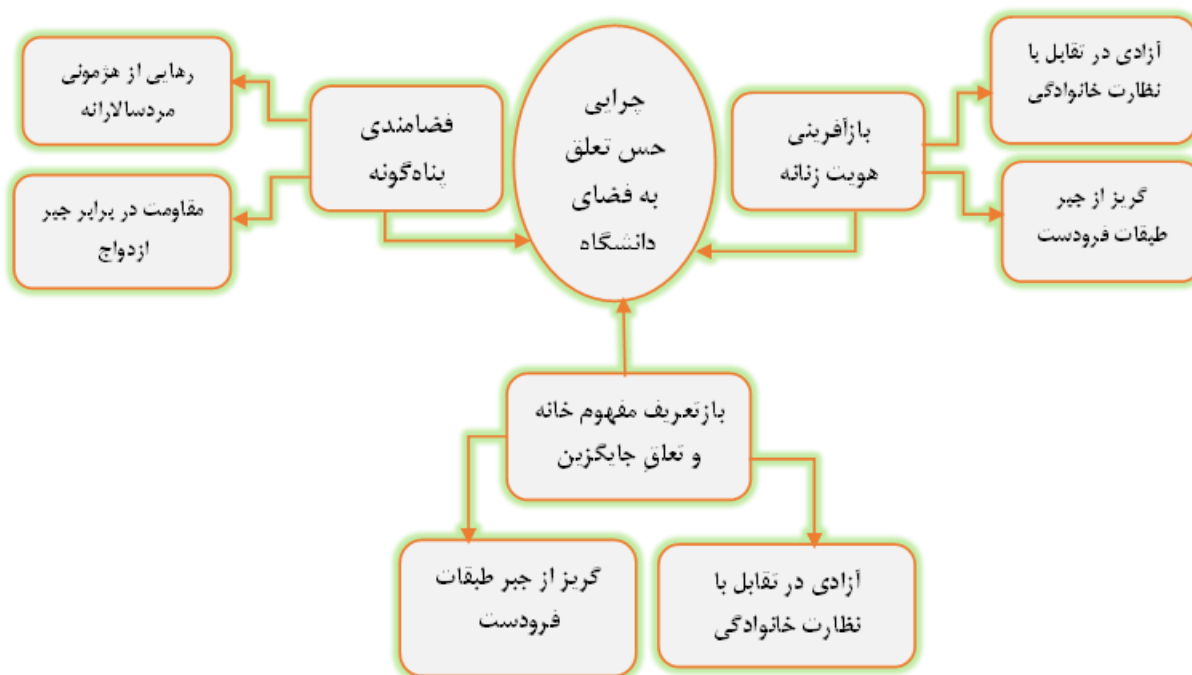 چرایی
حس تعلق
به فضای
دانشگاه
بازآفرینی
هویت زنانه
آزادی در تقابل با
نظارت خانوادگی
گریز از جبر
طبقات فرودست
فضامندی
پناه‌گونه
رهایی از هژمونی
مردسالارانه
مقاومت در برابر جبر
ازدواج
بازتعریف مفهوم خانه
و تعلقِ جایگزین
آزادی در تقابل با
نظارت خانوادگی
گریز از جبر طبقات
فرودست